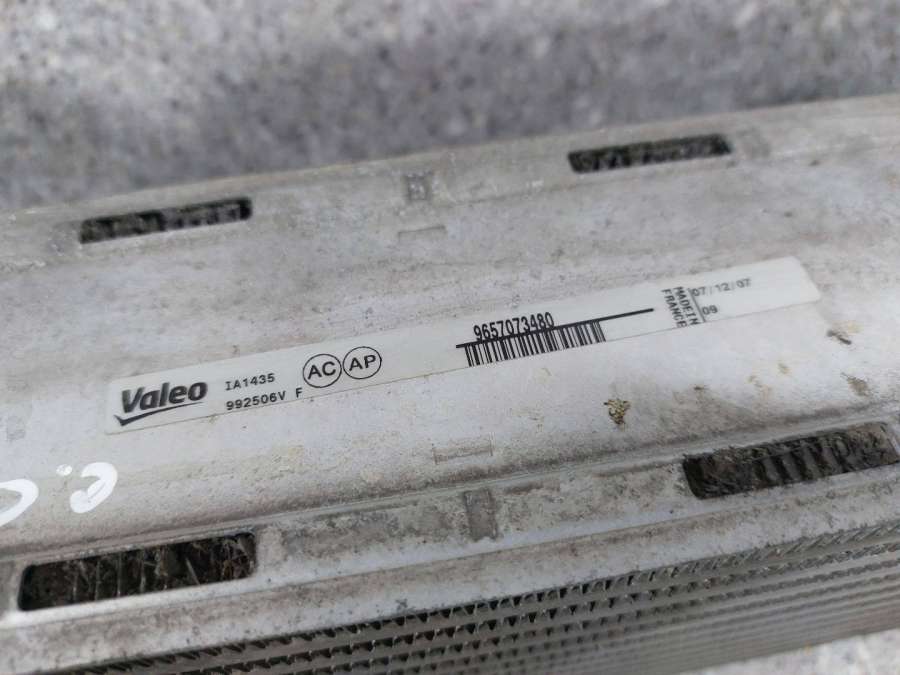 Valeo
IA1435
992506V F
AC
AP
9657073480
MADE IN
FRANCE
07/12/07
09